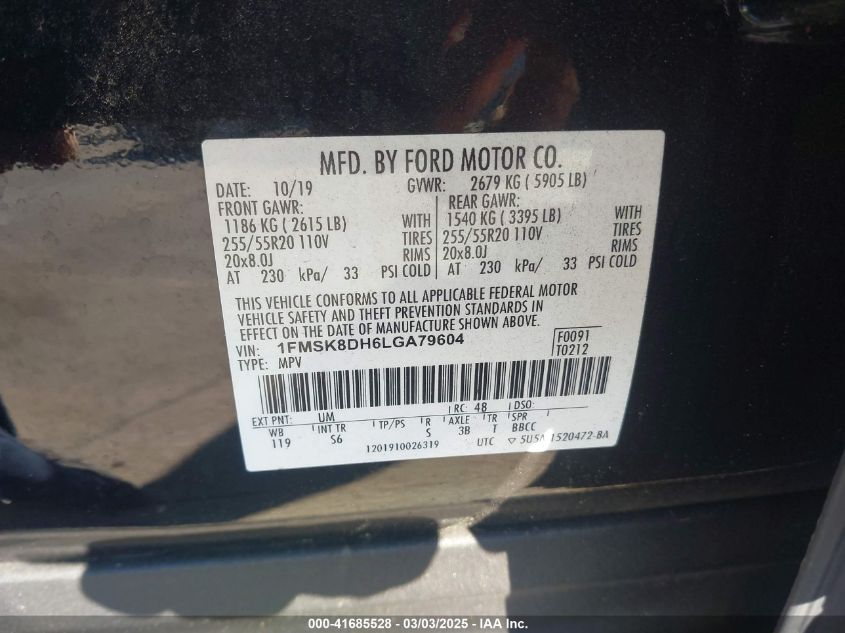 MFD. BY FORD MOTOR CO.
DATE: 10/19 GVWR: 2679 KG ( 5905 LB)
FRONT GAWR: REAR GAWR:
1186 KG ( 2615 LB) WITH 1540 KG ( 3395 LB) WITH
255/55R20 110V TIRES 255/55R20 110V TIRES
20x8.0J RIMS 20x8.0J RIMS
AT 230 kPa/ 33 PSI COLD AT 230 kPa/ 33 PSI COLD
THIS VEHICLE CONFORMS TO ALL APPLICABLE FEDERAL MOTOR
VEHICLE SAFETY AND THEFT PREVENTION STANDARDS IN
EFFECT ON THE DATE OF MANUFACTURE SHOWN ABOVE.
VIN: 1FMSK8DH6LGA79604 F0091
TYPE: MPV T0212
EXT PNT: UM RC: 48 DSO:
WB INT TR TP/PS R AXLE TR SPR
119 S6 S 3B T BBCC
1201910026319 UTC ▽ 5U5A 1520472-BA
000-41685528 - 03/03/2025 - IAA Inc.